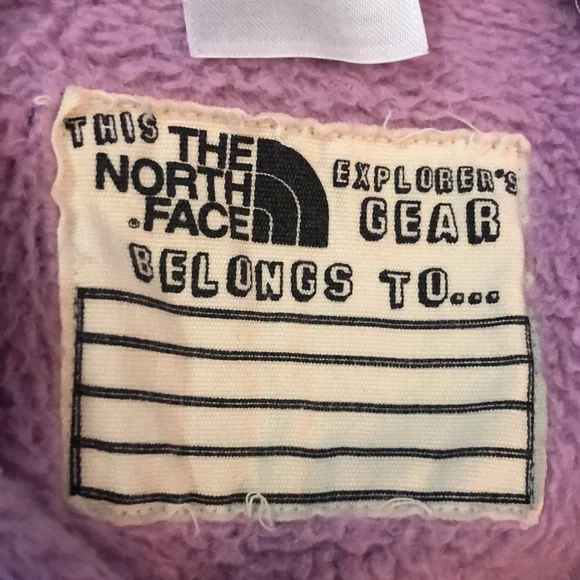 THIS THE NORTH FACE EXPLORER'S
GEAR
BELONGS TO...